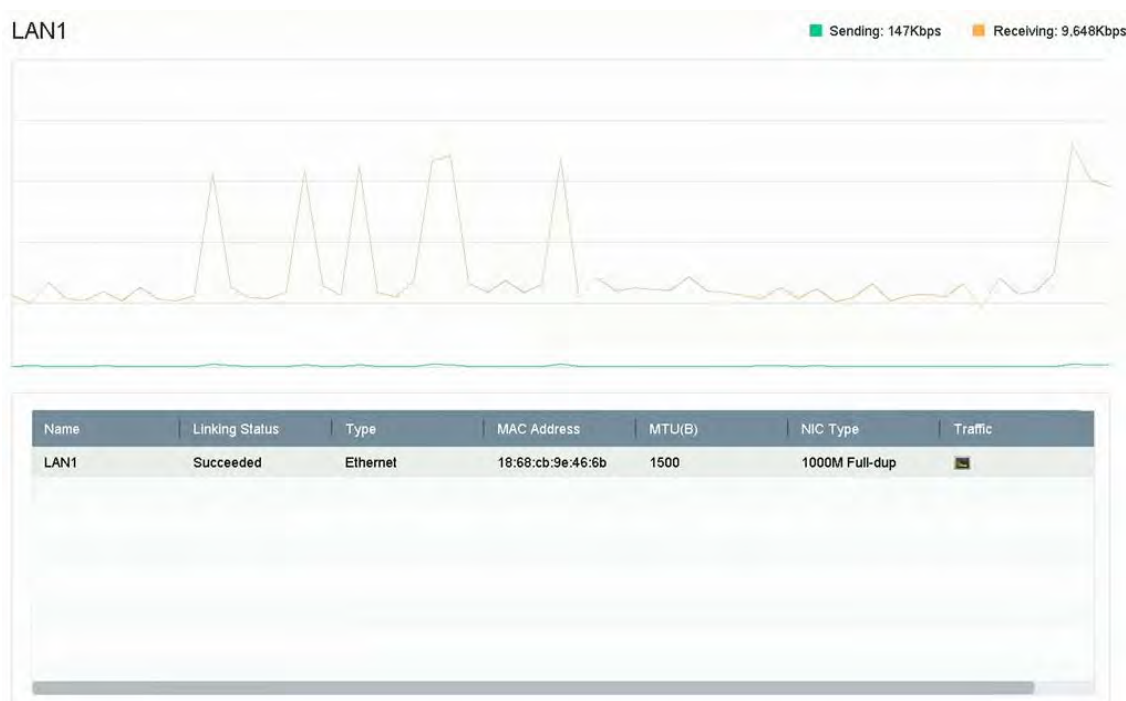 LAN1 Sending: 147Kbps Receiving: 9,648Kbps
Name Linking Status Type MAC Address MTU(B) NIC Type Traffic
LAN1 Succeeded Ethernet 18:68:cb:9e:46:6b 1500 1000M Full-dup